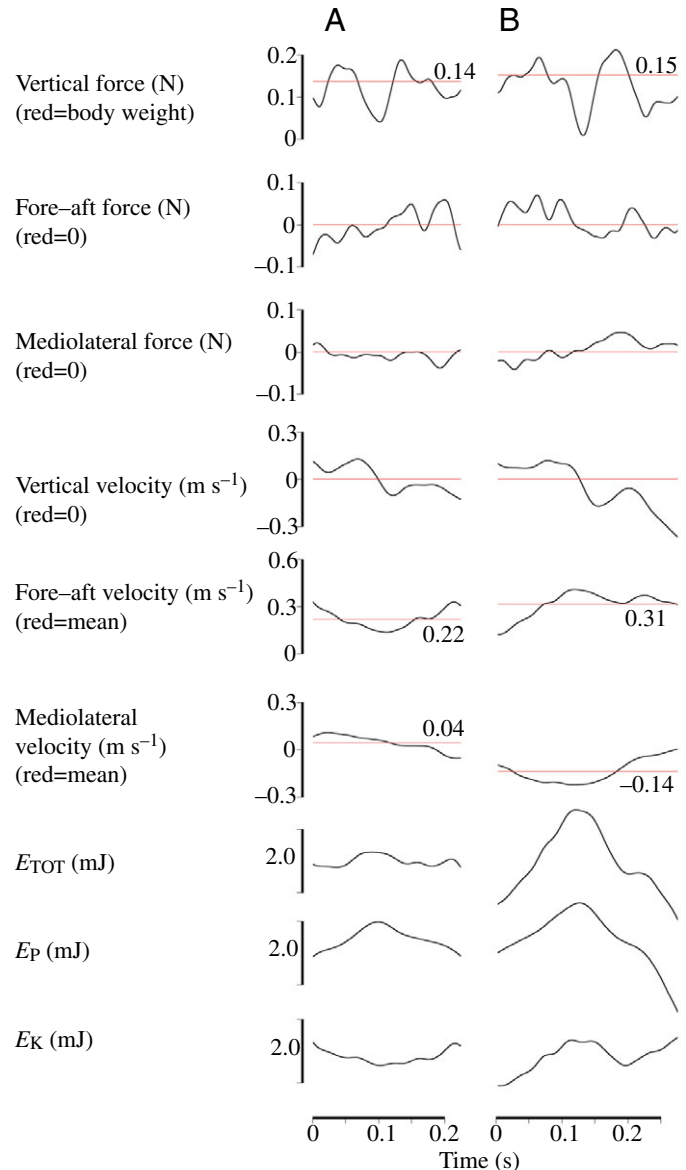 A B
Vertical force (N)
(red=body weight)
0.2
0.1
0
0.14
0.15
Fore–aft force (N)
(red=0)
0.1
0
–0.1
Mediolateral force (N)
(red=0)
0.1
0
–0.1
Vertical velocity (m s⁻¹)
(red=0)
0.3
0
–0.3
Fore–aft velocity (m s⁻¹)
(red=mean)
0.6
0.3
0
0.22
0.31
Mediolateral
velocity (m s⁻¹)
(red=mean)
0.3
0
–0.3
0.04
–0.14
E_TOT (mJ)
2.0
E_P (mJ)
2.0
E_K (mJ)
2.0
0 0.1 0.2 0 0.1 0.2
Time (s)